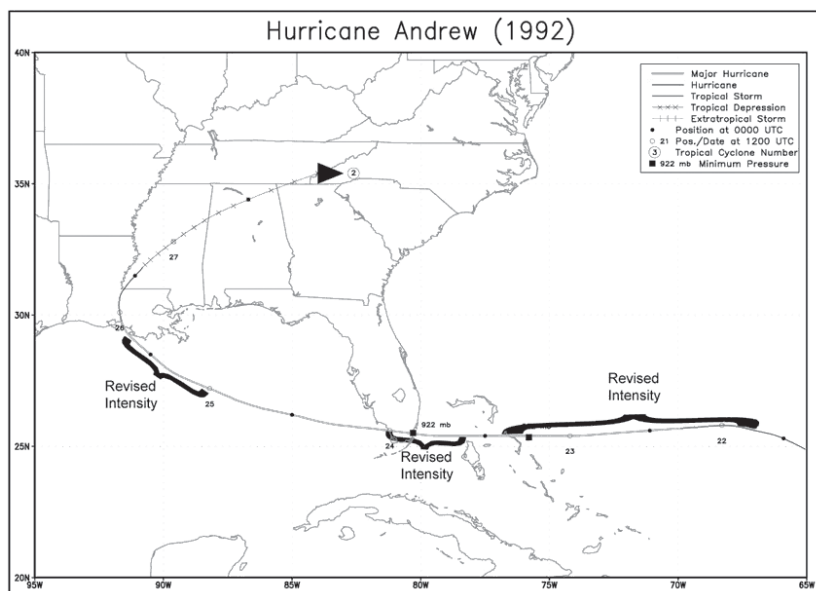 Hurricane Andrew (1992)
40N
35N
30N
25N
20N
95W
90W
85W
80W
75W
70W
65W
Major Hurricane
Hurricane
Tropical Storm
Tropical Depression
Extratropical Storm
Position at 0000 UTC
21 Pos./Date at 1200 UTC
3 Tropical Cyclone Number
922 mb Minimum Pressure
2
27
26
Revised
Intensity
25
922 mb
24
Revised
Intensity
Revised
Intensity
23
22